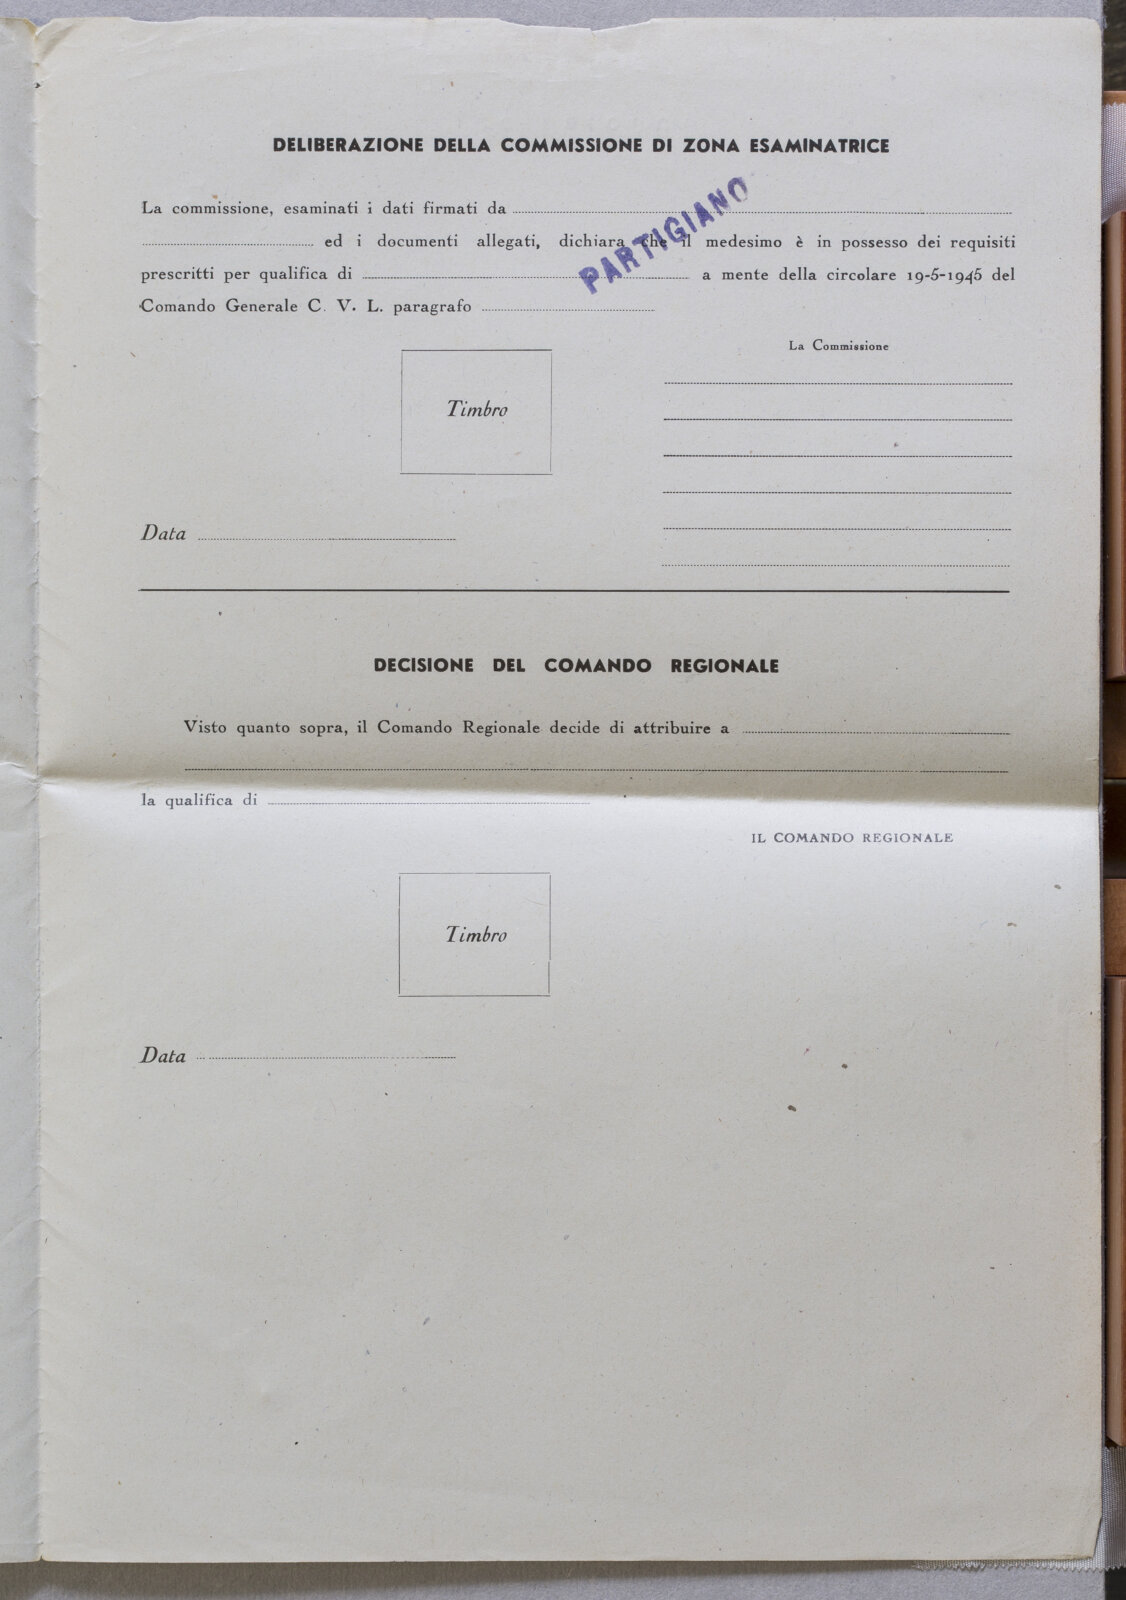 DELIBERAZIONE DELLA COMMISSIONE DI ZONA ESAMINATRICE
La commissione, esaminati i dati firmati da
ed i documenti allegati, dichiara che il medesimo è in possesso dei requisiti
prescritti per qualifica di a mente della circolare 19-5-1945 del
Comando Generale C. V. L. paragrafo
PARTIGIANO
La Commissione
Timbro
Data
DECISIONE DEL COMANDO REGIONALE
Visto quanto sopra, il Comando Regionale decide di attribuire a
la qualifica di
IL COMANDO REGIONALE
Timbro
Data